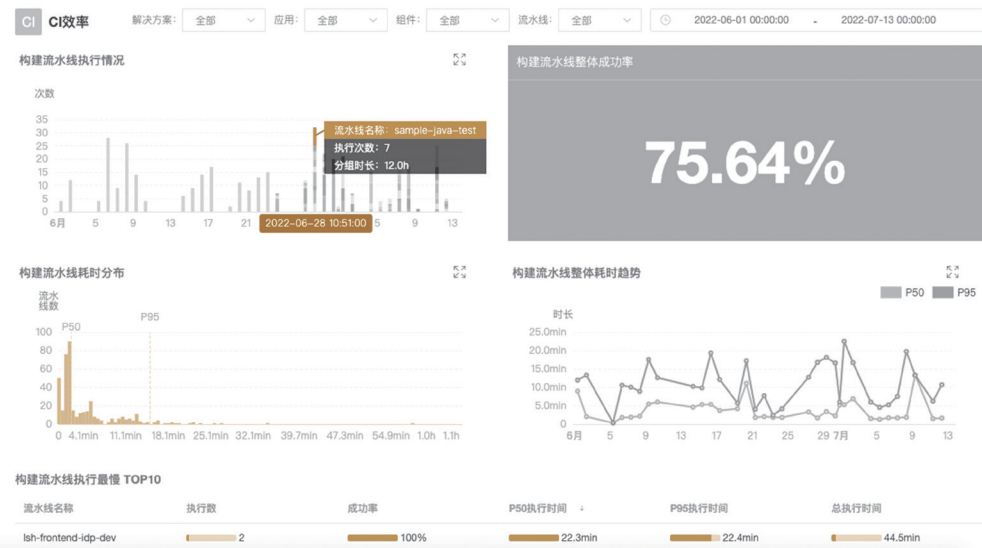 CI CI效率 解决方案: 全部 应用: 全部 组件: 全部 流水线: 全部 2022-06-01 00:00:00 - 2022-07-13 00:00:00
构建流水线执行情况
次数
35
30
25
20
15
10
5
0
6月 5 9 13 17 21 5 9 13
流水线名称: sample-java-test
执行次数: 7
分组时长: 12.0h
2022-06-28 10:51:00
构建流水线整体成功率
75.64%
构建流水线耗时分布
流水
线数
P50 P95
100
80
60
40
20
0
0 4.1min 11.1min 18.1min 25.1min 32.1min 39.7min 47.3min 54.9min 1.0h 1.1h
构建流水线整体耗时趋势
P50 P95
时长
25.0min
20.0min
15.0min
10.0min
5.0min
0
6月 5 9 13 17 21 25 29 7月 5 9 13
构建流水线执行最慢 TOP10
流水线名称 执行数 成功率 P50执行时间 ↓ P95执行时间 总执行时间
lsh-frontend-idp-dev 2 100% 22.3min 22.4min 44.5min